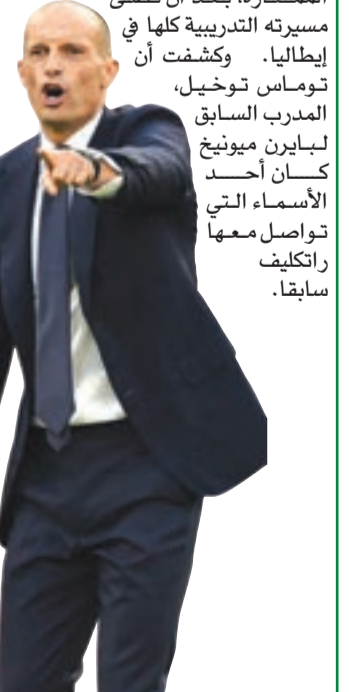 مسيرته التدريبية كلها في
إيطاليا. وكشفت أن
توماس توخيل،
المدرب السابق
لبايرن ميونيخ
كان أحد
الأسماء التي
تواصل معها
راتكليف
سابقا.